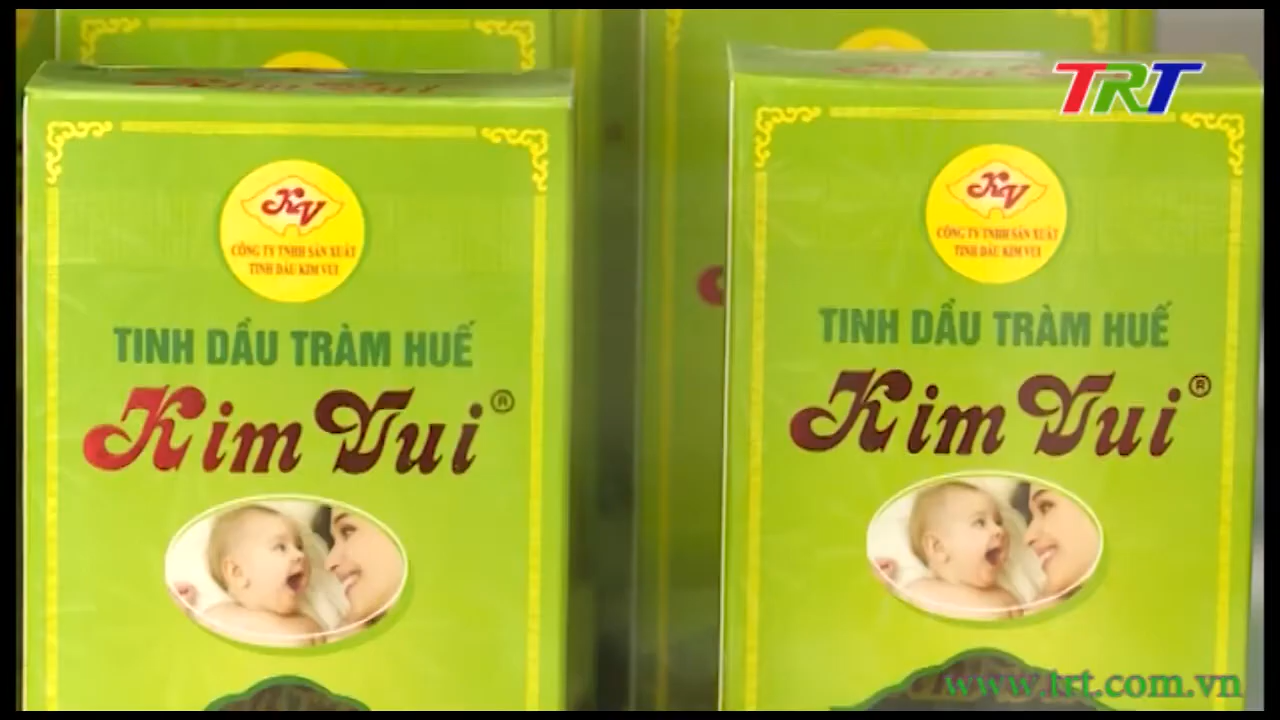 TRT
KV
CÔNG TY TNHH SẢN XUẤT
TINH DẦU KIM VUI
TINH DẦU TRÀM HUẾ
Kim Vui ®
KV
CÔNG TY TNHH SẢN XUẤT
TINH DẦU KIM VUI
TINH DẦU TRÀM HUẾ
Kim Vui ®
www.trt.com.vn